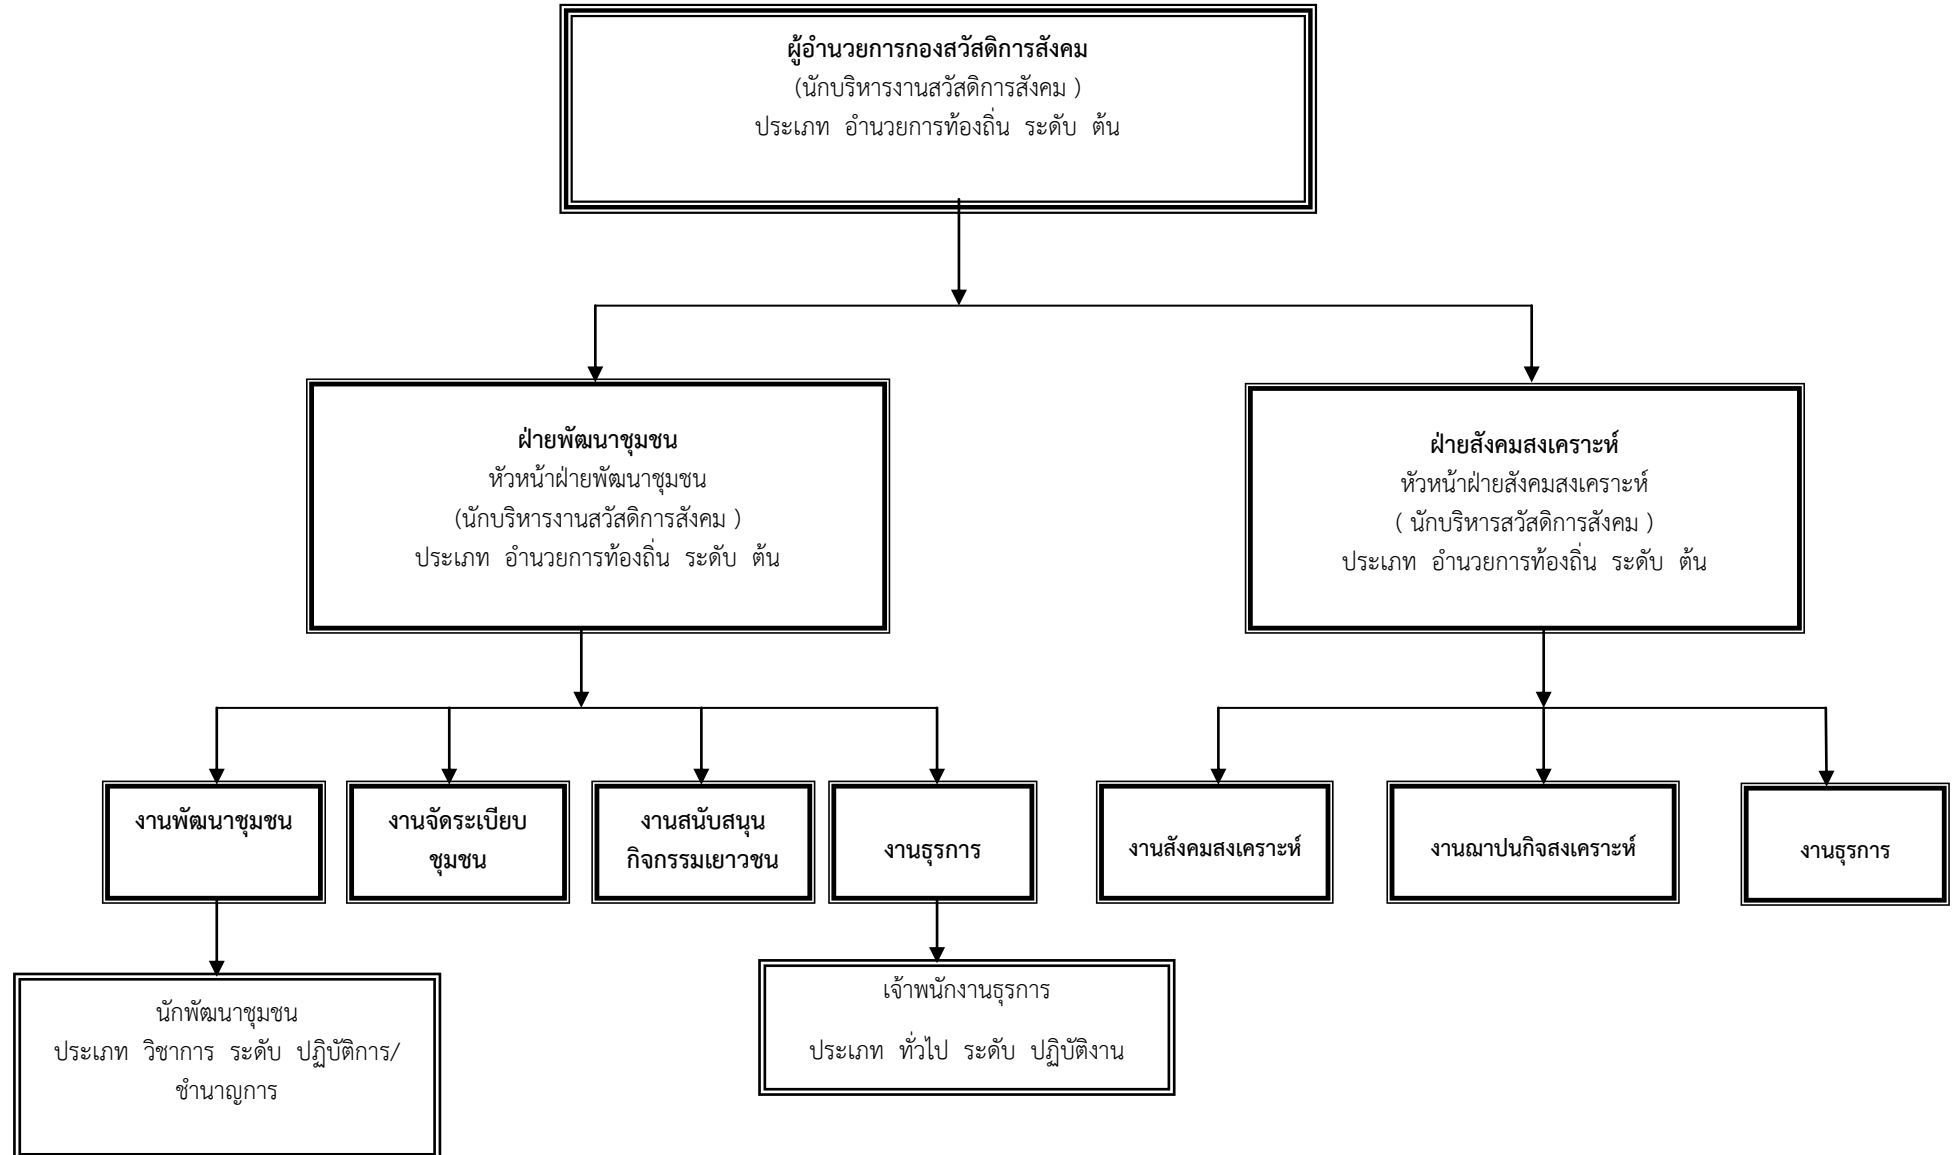 ผู้อำนวยการกองสวัสดิการสังคม
(นักบริหารงานสวัสดิการสังคม )
ประเภท อำนวยการท้องถิ่น ระดับ ต้น
ฝ่ายพัฒนาชุมชน
หัวหน้าฝ่ายพัฒนาชุมชน
(นักบริหารงานสวัสดิการสังคม )
ประเภท อำนวยการท้องถิ่น ระดับ ต้น
ฝ่ายสังคมสงเคราะห์
หัวหน้าฝ่ายสังคมสงเคราะห์
( นักบริหารสวัสดิการสังคม )
ประเภท อำนวยการท้องถิ่น ระดับ ต้น
งานพัฒนาชุมชน
งานจัดระเบียบ
ชุมชน
งานสนับสนุน
กิจกรรมเยาวชน
งานธุรการ
งานสังคมสงเคราะห์
งานฌาปนกิจสงเคราะห์
งานธุรการ
นักพัฒนาชุมชน
ประเภท วิชาการ ระดับ ปฏิบัติการ/
ชำนาญการ
เจ้าพนักงานธุรการ
ประเภท ทั่วไป ระดับ ปฏิบัติงาน